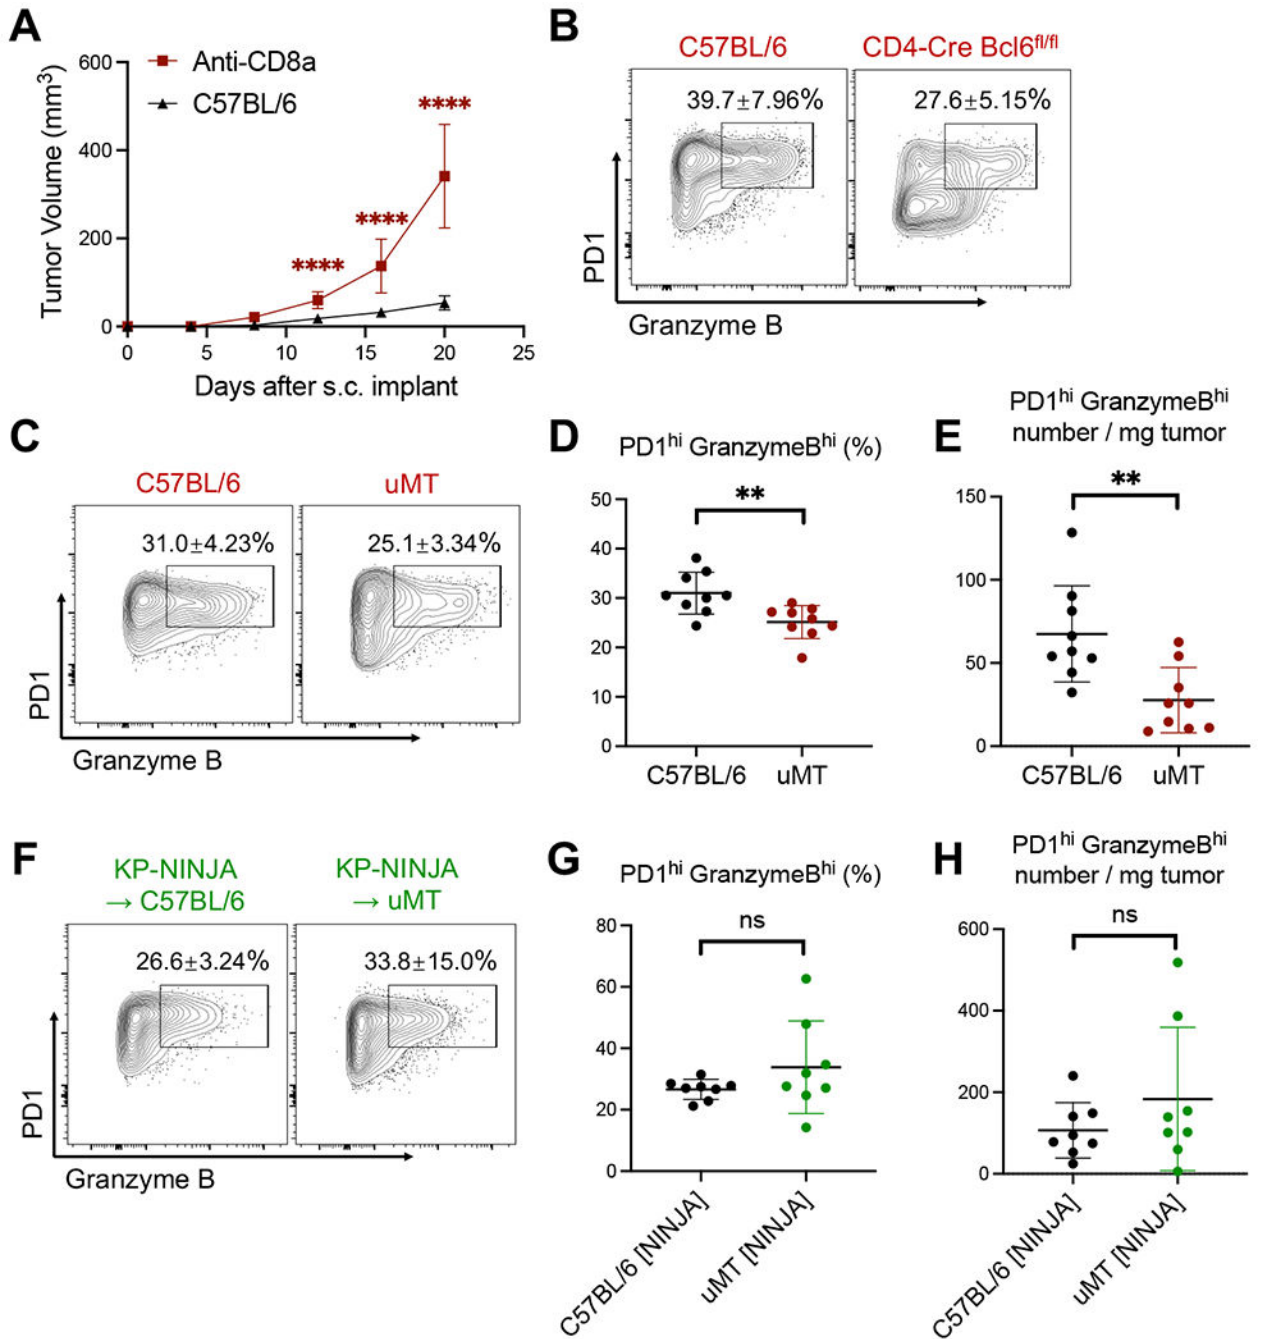 A
Tumor Volume (mm³)
600
400
200
0
Anti-CD8a
C57BL/6
****
****
****
0 5 10 15 20 25
Days after s.c. implant
B
C57BL/6
CD4-Cre Bcl6fl/fl
39.7±7.96%
27.6±5.15%
PD1
Granzyme B
C
C57BL/6
uMT
31.0±4.23%
25.1±3.34%
PD1
Granzyme B
D
PD1hi GranzymeBhi (%)
**
50
40
30
20
10
0
C57BL/6 uMT
E
PD1hi GranzymeBhi
number / mg tumor
**
150
100
50
0
C57BL/6 uMT
F
KP-NINJA
→ C57BL/6
KP-NINJA
→ uMT
26.6±3.24%
33.8±15.0%
PD1
Granzyme B
G
PD1hi GranzymeBhi (%)
ns
80
60
40
20
0
C57BL/6 [NINJA]
uMT [NINJA]
H
PD1hi GranzymeBhi
number / mg tumor
ns
600
400
200
0
C57BL/6 [NINJA]
uMT [NINJA]